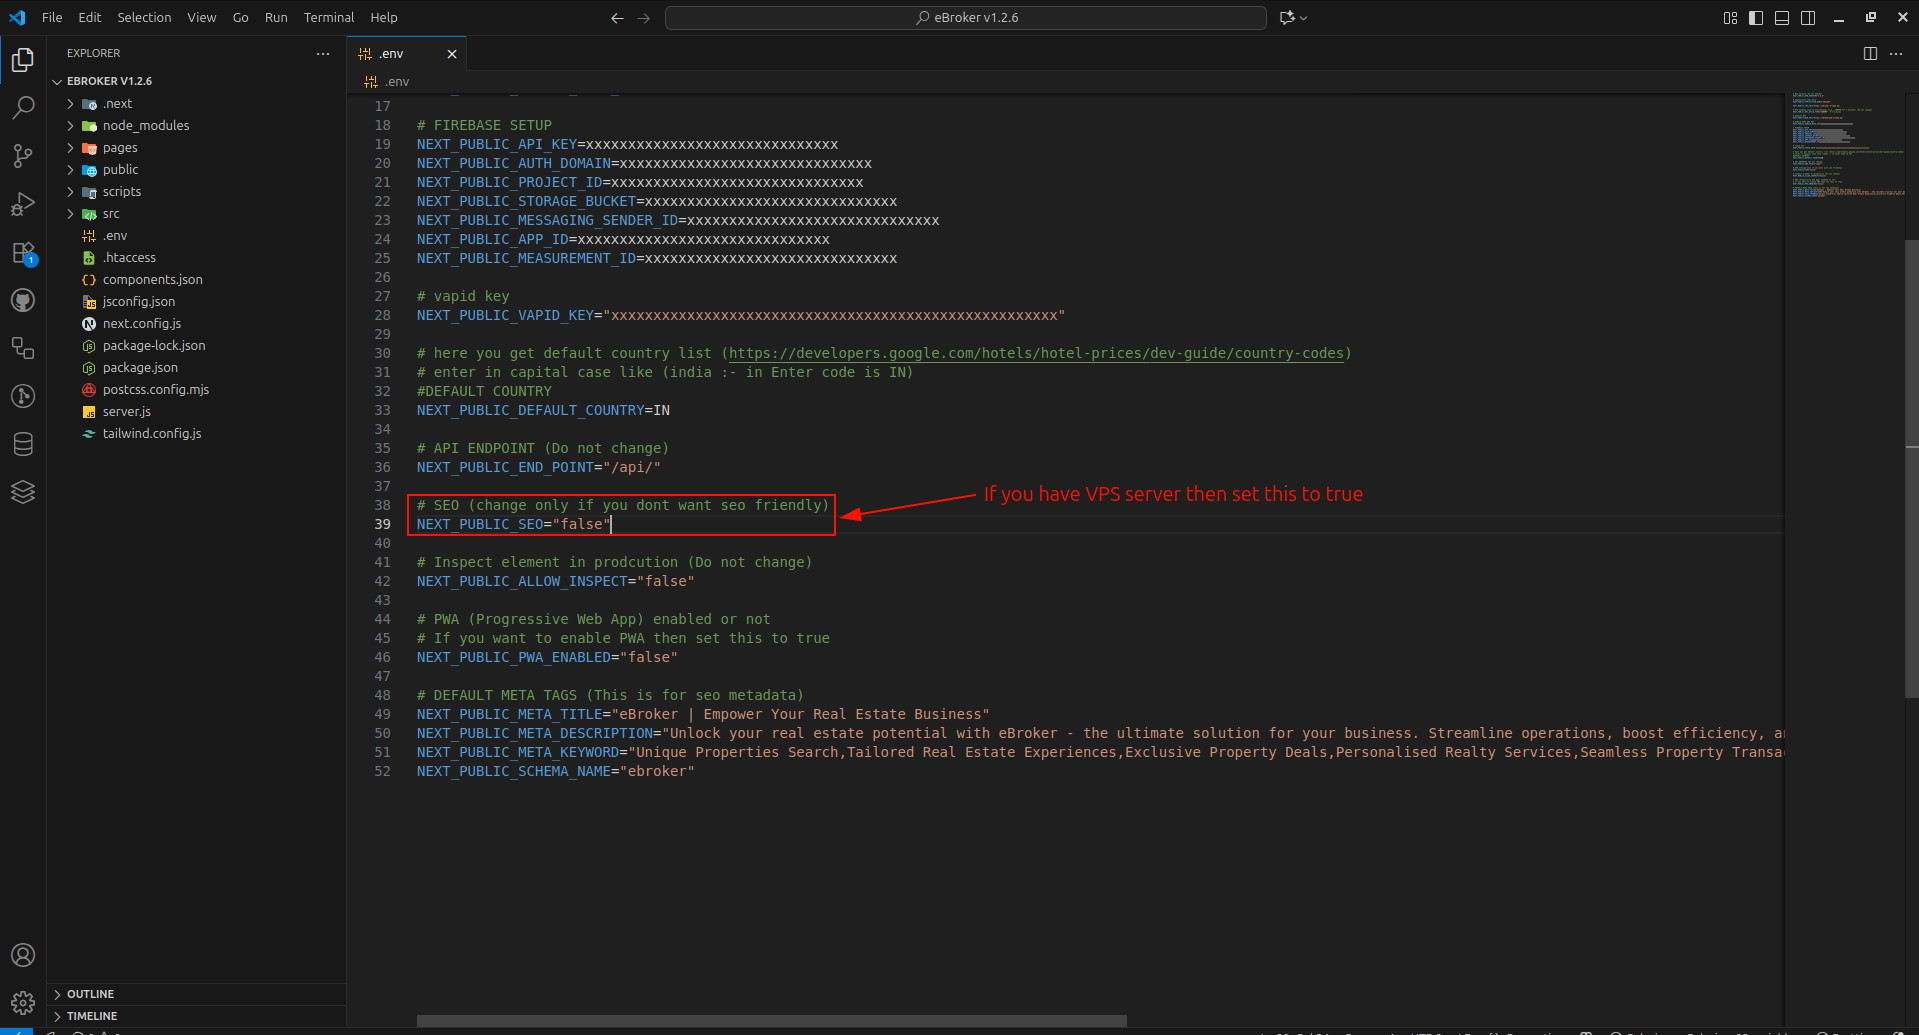 File Edit Selection View Go Run Terminal Help
eBroker v1.2.6
EXPLORER
EBROKER V1.2.6
.next
node_modules
pages
public
scripts
src
.env
.htaccess
components.json
jsconfig.json
next.config.js
package-lock.json
package.json
postcss.config.mjs
server.js
tailwind.config.js
OUTLINE
TIMELINE
1
.env
.env
17
18 # FIREBASE SETUP
19 NEXT_PUBLIC_API_KEY=xxxxxxxxxxxxxxxxxxxxxxxxxxxxxx
20 NEXT_PUBLIC_AUTH_DOMAIN=xxxxxxxxxxxxxxxxxxxxxxxxxxxxxx
21 NEXT_PUBLIC_PROJECT_ID=xxxxxxxxxxxxxxxxxxxxxxxxxxxxxx
22 NEXT_PUBLIC_STORAGE_BUCKET=xxxxxxxxxxxxxxxxxxxxxxxxxxxxxx
23 NEXT_PUBLIC_MESSAGING_SENDER_ID=xxxxxxxxxxxxxxxxxxxxxxxxxxxxxx
24 NEXT_PUBLIC_APP_ID=xxxxxxxxxxxxxxxxxxxxxxxxxxxxxx
25 NEXT_PUBLIC_MEASUREMENT_ID=xxxxxxxxxxxxxxxxxxxxxxxxxxxxxx
26
27 # vapid key
28 NEXT_PUBLIC_VAPID_KEY="xxxxxxxxxxxxxxxxxxxxxxxxxxxxxxxxxxxxxxxxxxxxxxxxxxxxx"
29
30 # here you get default country list (https://developers.google.com/hotels/hotel-prices/dev-guide/country-codes)
31 # enter in capital case like (india :- in Enter code is IN)
32 #DEFAULT COUNTRY
33 NEXT_PUBLIC_DEFAULT_COUNTRY=IN
34
35 # API ENDPOINT (Do not change)
36 NEXT_PUBLIC_END_POINT="/api/"
37
38 # SEO (change only if you dont want seo friendly)
39 NEXT_PUBLIC_SEO="false"
If you have VPS server then set this to true
40
41 # Inspect element in prodcution (Do not change)
42 NEXT_PUBLIC_ALLOW_INSPECT="false"
43
44 # PWA (Progressive Web App) enabled or not
45 # If you want to enable PWA then set this to true
46 NEXT_PUBLIC_PWA_ENABLED="false"
47
48 # DEFAULT META TAGS (This is for seo metadata)
49 NEXT_PUBLIC_META_TITLE="eBroker | Empower Your Real Estate Business"
50 NEXT_PUBLIC_META_DESCRIPTION="Unlock your real estate potential with eBroker - the ultimate solution for your business. Streamline operations, boost efficiency, a
51 NEXT_PUBLIC_META_KEYWORD="Unique Properties Search,Tailored Real Estate Experiences,Exclusive Property Deals,Personalised Realty Services,Seamless Property Transa
52 NEXT_PUBLIC_SCHEMA_NAME="ebroker"